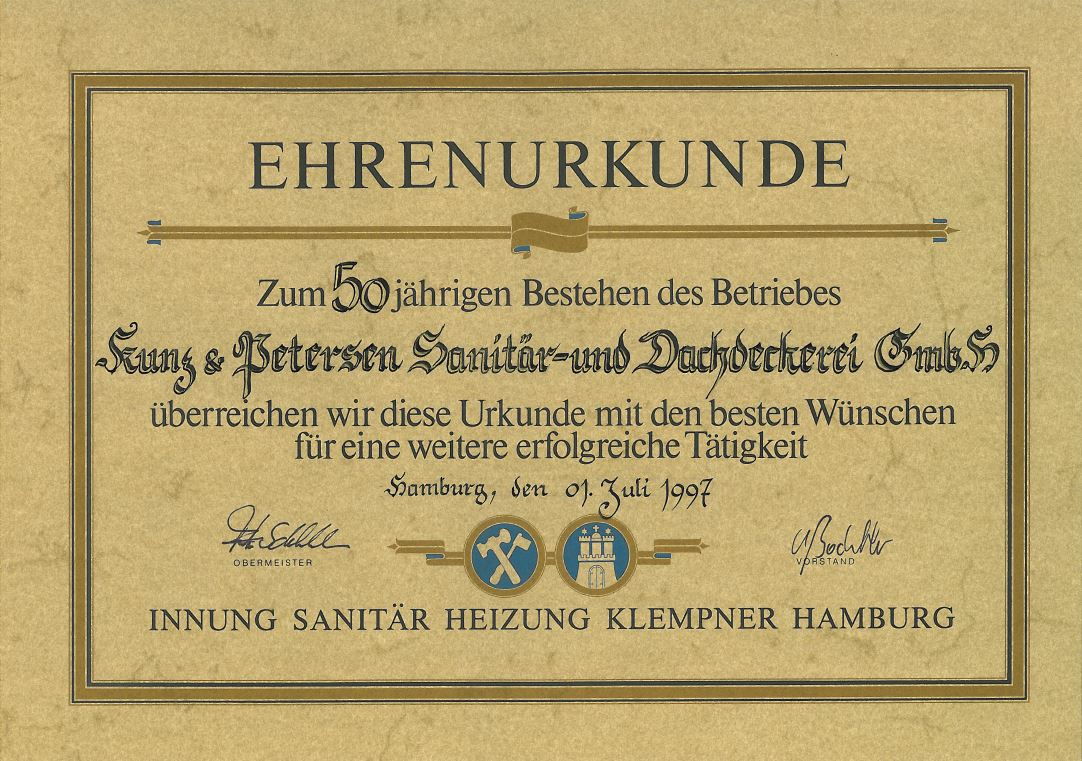 EHRENURKUNDE
Zum 50 jährigen Bestehen des Betriebes
Kunz & Petersen Sanitär-und Dachdeckerei GmbH
überreichen wir diese Urkunde mit den besten Wünschen
für eine weitere erfolgreiche Tätigkeit
Hamburg, den 01. Juli 1997
OBERMEISTER
VORSTAND
INNUNG SANITÄR HEIZUNG KLEMPNER HAMBURG